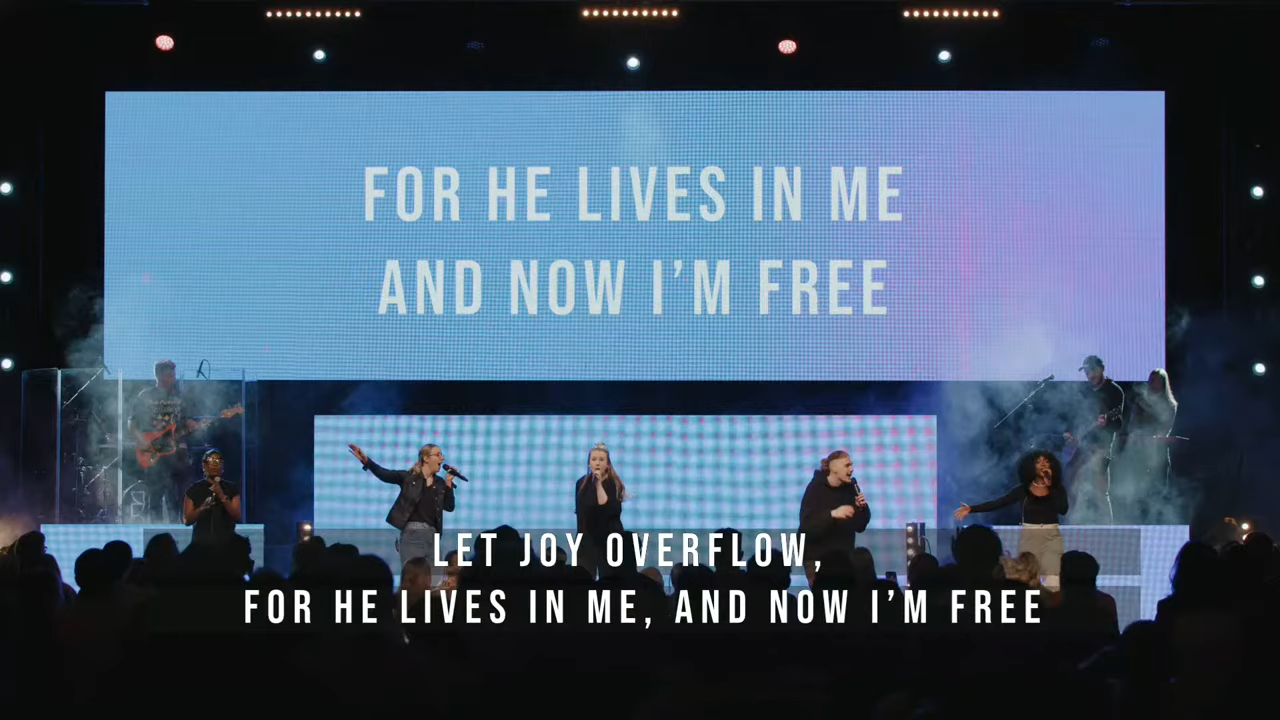 FOR HE LIVES IN ME
AND NOW I’M FREE
LET JOY OVERFLOW,
FOR HE LIVES IN ME, AND NOW I’M FREE